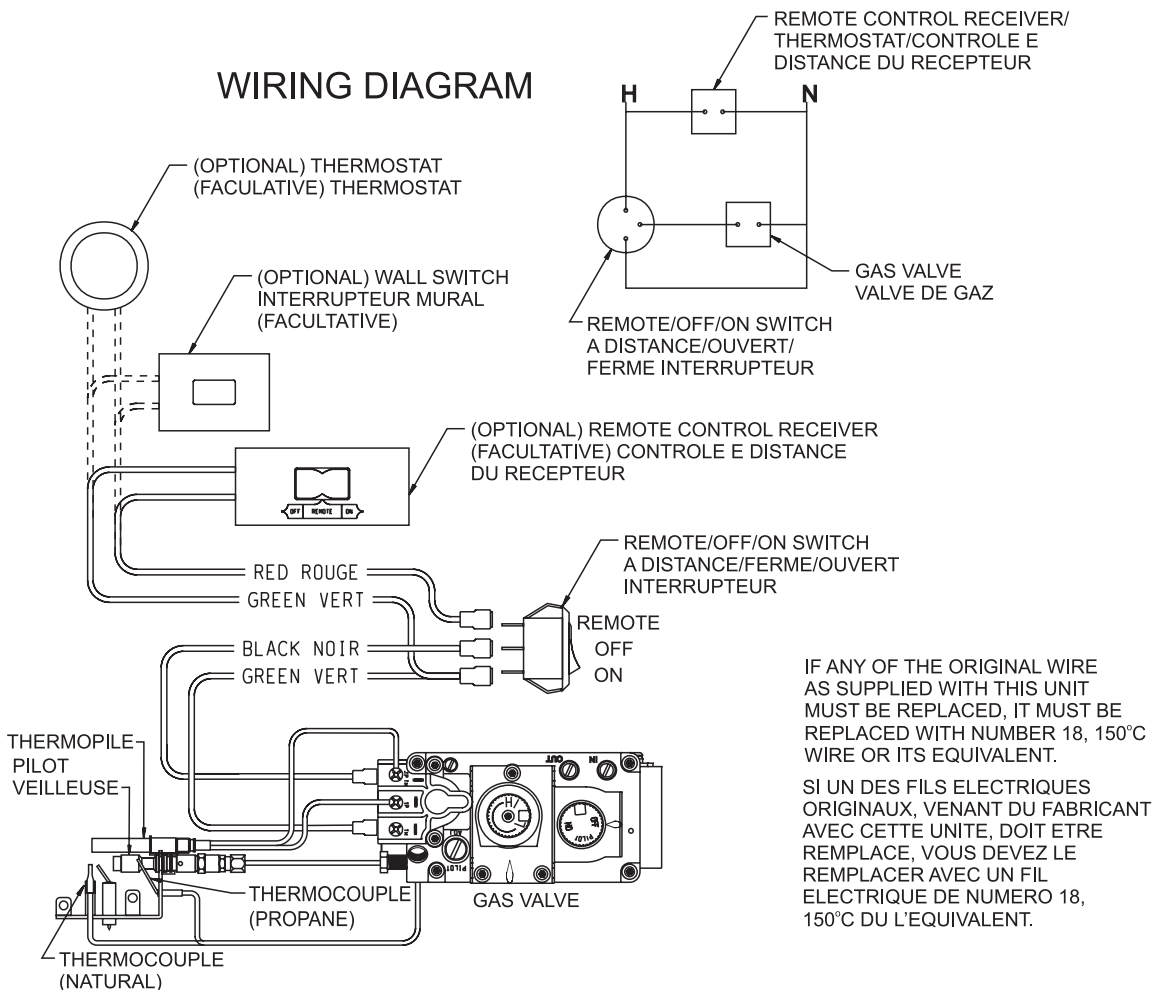 WIRING DIAGRAM
REMOTE CONTROL RECEIVER/
THERMOSTAT/CONTROLE E
DISTANCE DU RECEPTEUR
H
N
(OPTIONAL) THERMOSTAT
(FACULATIVE) THERMOSTAT
(OPTIONAL) WALL SWITCH
INTERRUPTEUR MURAL
(FACULTATIVE)
GAS VALVE
VALVE DE GAZ
REMOTE/OFF/ON SWITCH
A DISTANCE/OUVERT/
FERME INTERRUPTEUR
(OPTIONAL) REMOTE CONTROL RECEIVER
(FACULTATIVE) CONTROLE E DISTANCE
DU RECEPTEUR
OFF REMOTE ON
REMOTE/OFF/ON SWITCH
A DISTANCE/FERME/OUVERT
INTERRUPTEUR
RED ROUGE
GREEN VERT
BLACK NOIR
GREEN VERT
REMOTE
OFF
ON
IF ANY OF THE ORIGINAL WIRE
AS SUPPLIED WITH THIS UNIT
MUST BE REPLACED, IT MUST BE
REPLACED WITH NUMBER 18, 150°C
WIRE OR ITS EQUIVALENT.
SI UN DES FILS ELECTRIQUES
ORIGINAUX, VENANT DU FABRICANT
AVEC CETTE UNITE, DOIT ETRE
REMPLACE, VOUS DEVEZ LE
REMPLACER AVEC UN FIL
ELECTRIQUE DE NUMERO 18,
150°C DU L'EQUIVALENT.
THERMOPILE
PILOT
VEILLEUSE
OUT
IN
HI
OFF
PILOT
ON
PILOT
ADJ
THERMOCOUPLE
(PROPANE)
GAS VALVE
THERMOCOUPLE
(NATURAL)